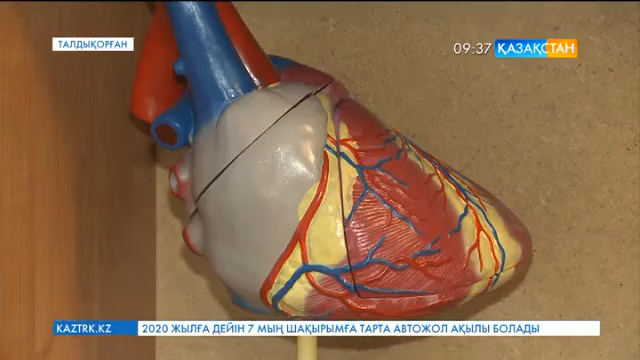 ТАЛДЫҚОРҒАН
09:37 ҚАЗАҚСТАН
KAZTRK.KZ
2020 ЖЫЛҒА ДЕЙІН 7 МЫҢ ШАҚЫРЫМҒА ТАРТА АВТОЖОЛ АҚЫЛЫ БОЛАДЫ